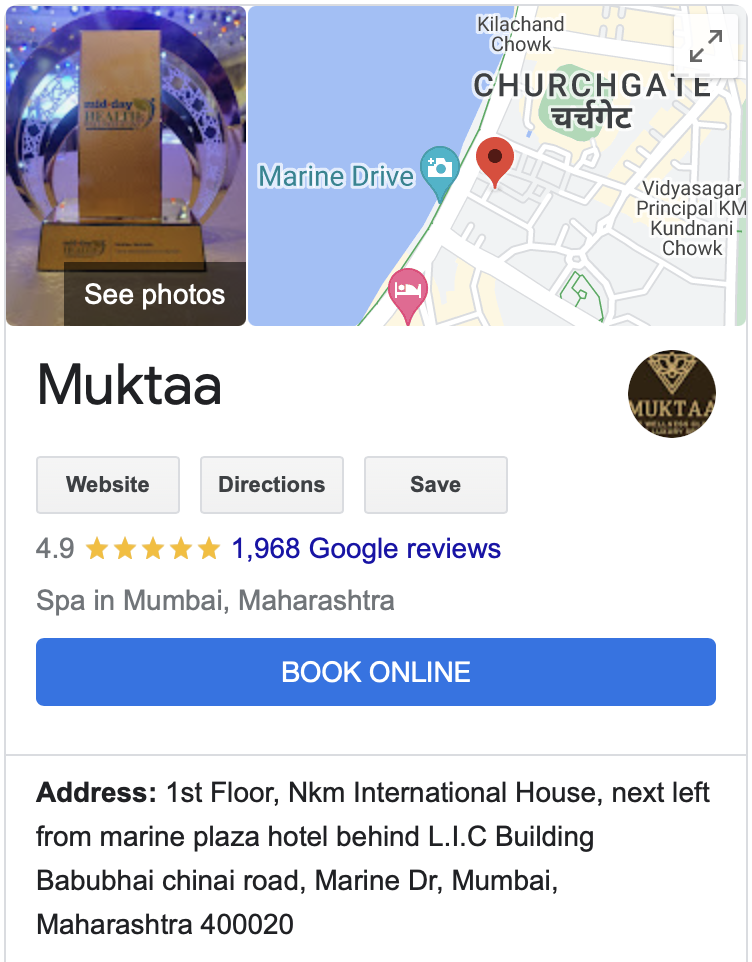 mid-day
HEALTH
See photos
Kilachand
Chowk
CHURCHGATE
चर्चगेट
Marine Drive
Vidyasagar
Principal KM
Kundnani
Chowk
Muktaa
MUKTAA
Website
Directions
Save
4.9
1,968 Google reviews
Spa in Mumbai, Maharashtra
BOOK ONLINE
Address: 1st Floor, Nkm International House, next left
from marine plaza hotel behind L.I.C Building
Babubhai chinai road, Marine Dr, Mumbai,
Maharashtra 400020